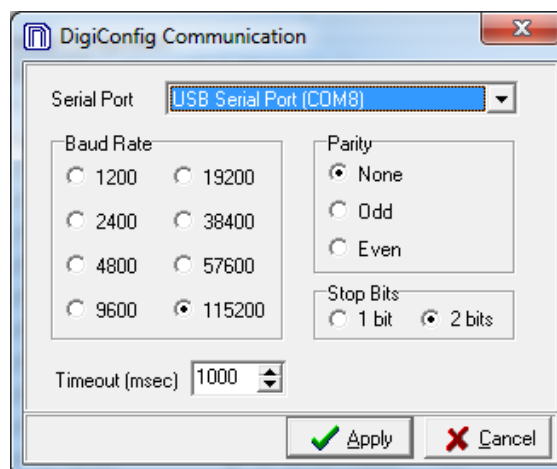 DigiConfig Communication
Serial Port USB Serial Port (COM8)
Baud Rate
1200 19200
2400 38400
4800 57600
9600 115200
Parity
None
Odd
Even
Stop Bits
1 bit 2 bits
Timeout (msec) 1000
Apply Cancel